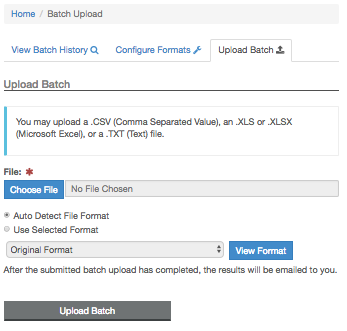 Home / Batch Upload
View Batch History Configure Formats Upload Batch
Upload Batch
You may upload a .CSV (Comma Separated Value), an .XLS or .XLSX
(Microsoft Excel), or a .TXT (Text) file.
File: *
Choose File No File Chosen
Auto Detect File Format
Use Selected Format
Original Format View Format
After the submitted batch upload has completed, the results will be emailed to you.
Upload Batch